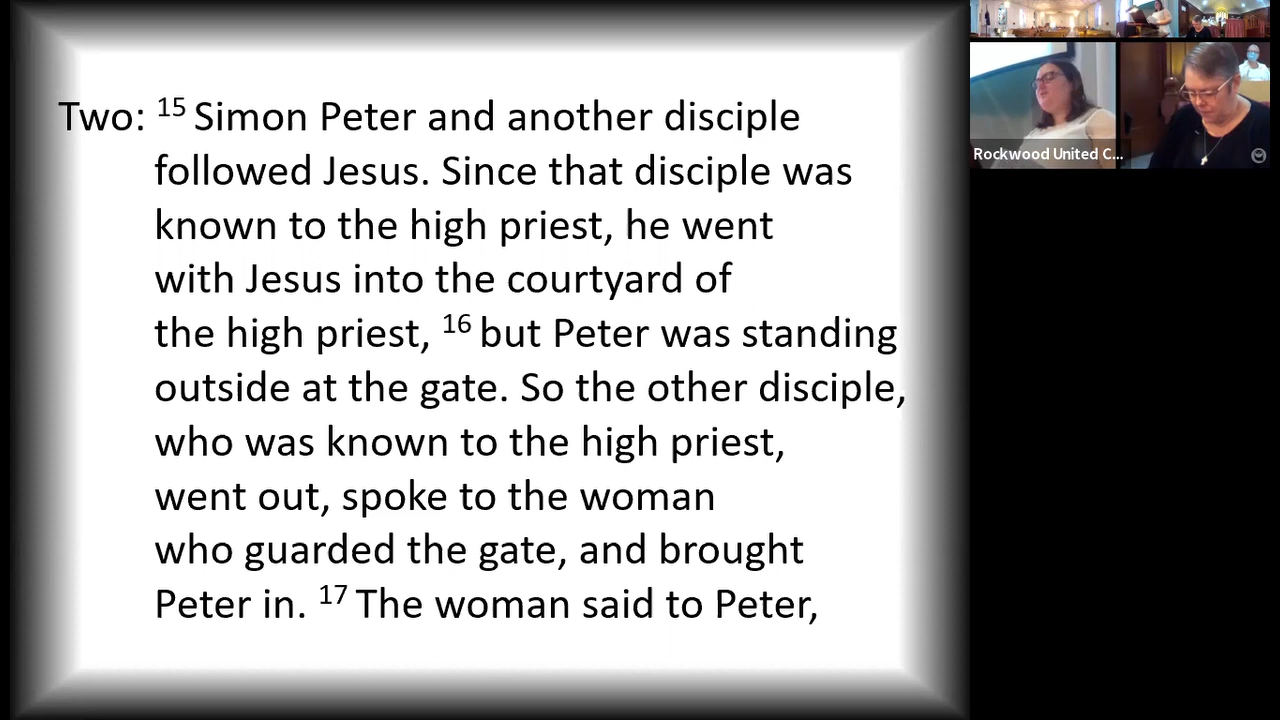 Two: 15 Simon Peter and another disciple
followed Jesus. Since that disciple was
known to the high priest, he went
with Jesus into the courtyard of
the high priest, 16 but Peter was standing
outside at the gate. So the other disciple,
who was known to the high priest,
went out, spoke to the woman
who guarded the gate, and brought
Peter in. 17 The woman said to Peter,
Rockwood United C...